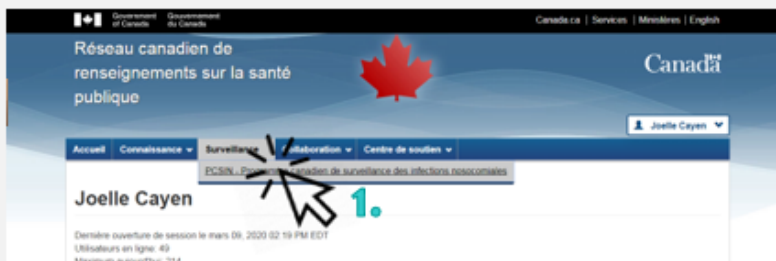 Government of Canada
Gouvernement du Canada
Canada.ca | Services | Ministères | English
Réseau canadien de
renseignements sur la santé
publique
Canada
Joelle Cayen
Accueil Connaissance Surveillance Collaboration Centre de soutien
PCSIN - Programme canadien de surveillance des infections nosocomiales
Joelle Cayen
1.
Dernière ouverture de session le mars 09, 2020 02:19 PM EDT
Utilisateurs en ligne: 49